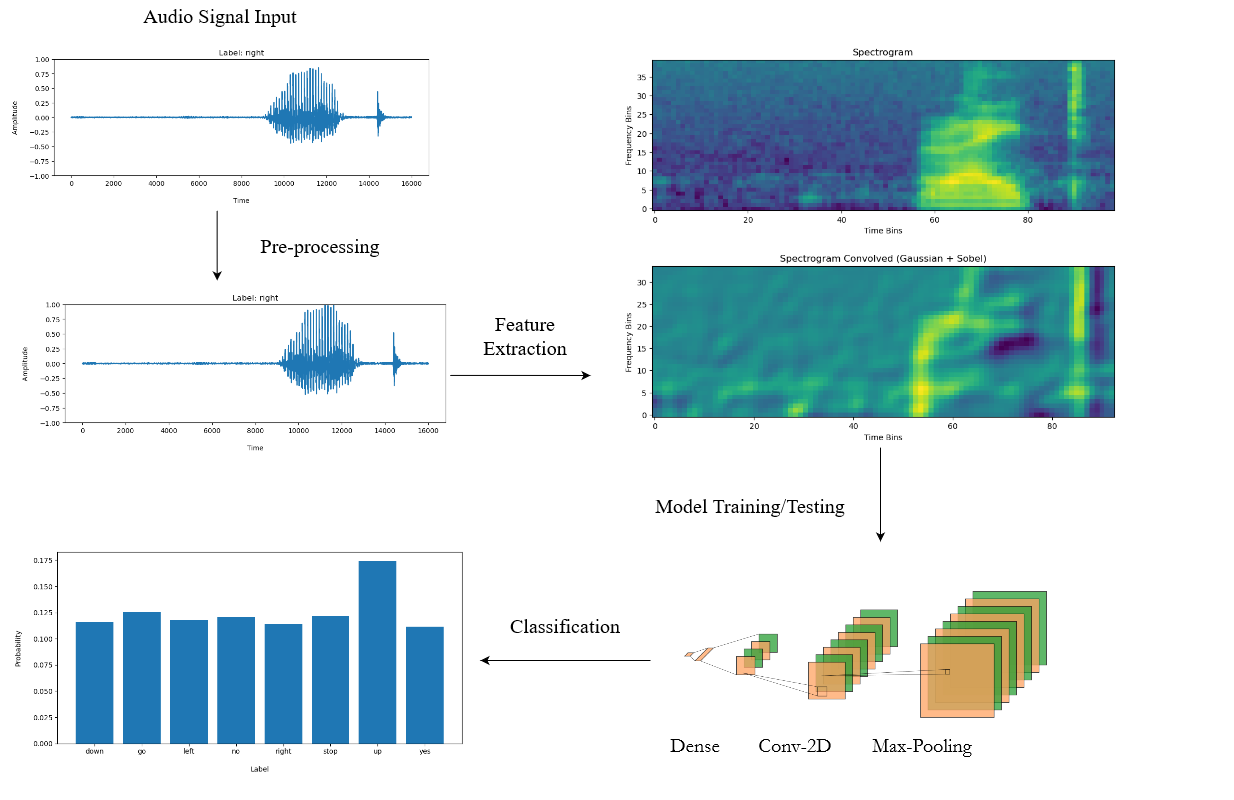 Audio Signal Input
Label: right
1.00
0.75
0.50
0.25
0.00
−0.25
−0.50
−0.75
−1.00
Amplitude
0 2000 4000 6000 8000 10000 12000 14000 16000
Time
Pre-processing
Label: right
1.00
0.75
0.50
0.25
0.00
−0.25
−0.50
−0.75
−1.00
Amplitude
0 2000 4000 6000 8000 10000 12000 14000 16000
Time
Feature
Extraction
Spectrogram
35
30
25
20
15
10
5
0
Frequency Bins
0 20 40 60 80
Time Bins
Spectrogram Convolved (Gaussian + Sobel)
30
25
20
15
10
5
0
Frequency Bins
0 20 40 60 80
Time Bins
Model Training/Testing
Dense Conv-2D Max-Pooling
Classification
0.175
0.150
0.125
0.100
0.075
0.050
0.025
0.000
Probability
down go left no right stop up yes
Label